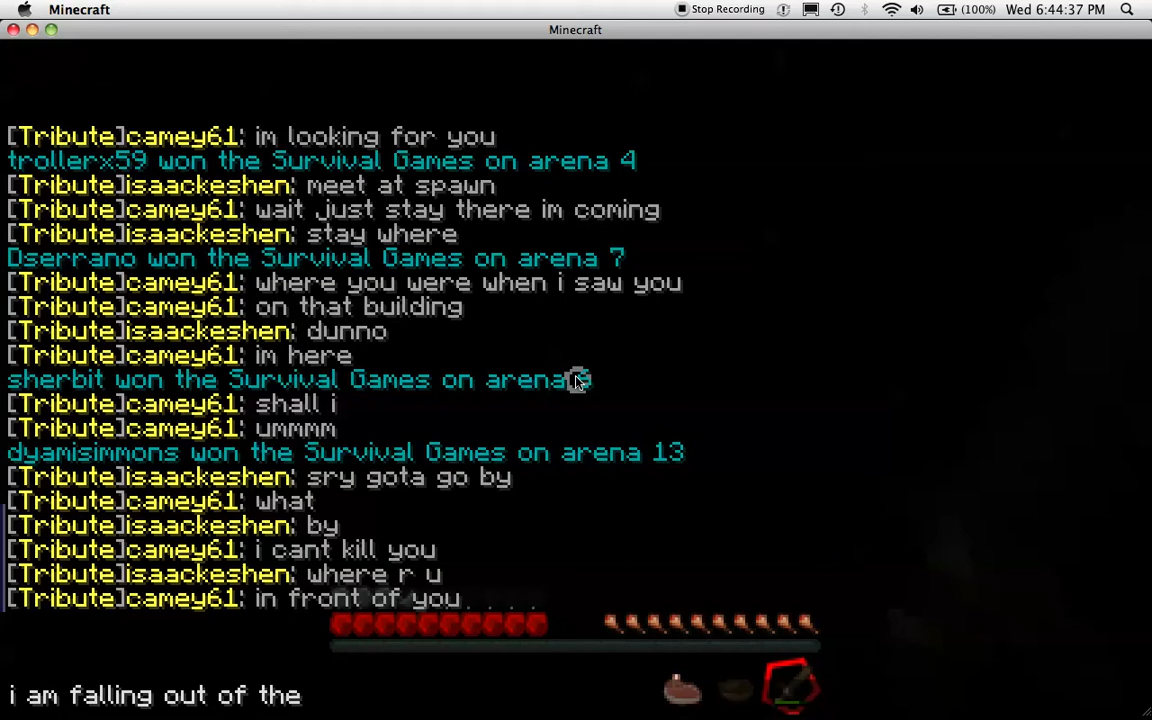 Minecraft
Stop Recording
(100%)
Wed 6:44:37 PM
Minecraft
[Tribute]camey61: im looking for you
trollerx59 won the Survival Games on arena 4
[Tribute]isaackeshen: meet at spawn
[Tribute]camey61: wait just stay there im coming
[Tribute]isaackeshen: stay where
Dserrano won the Survival Games on arena 7
[Tribute]camey61: where you were when i saw you
[Tribute]camey61: on that building
[Tribute]isaackeshen: dunno
[Tribute]camey61: im here
sherbit won the Survival Games on arena
[Tribute]camey61: shall i
[Tribute]camey61: ummmm
dyamisimmons won the Survival Games on arena 13
[Tribute]isaackeshen: sry gota go by
[Tribute]camey61: what
[Tribute]isaackeshen: by
[Tribute]camey61: i cant kill you
[Tribute]isaackeshen: where r u
[Tribute]camey61: in front of you
i am falling out of the